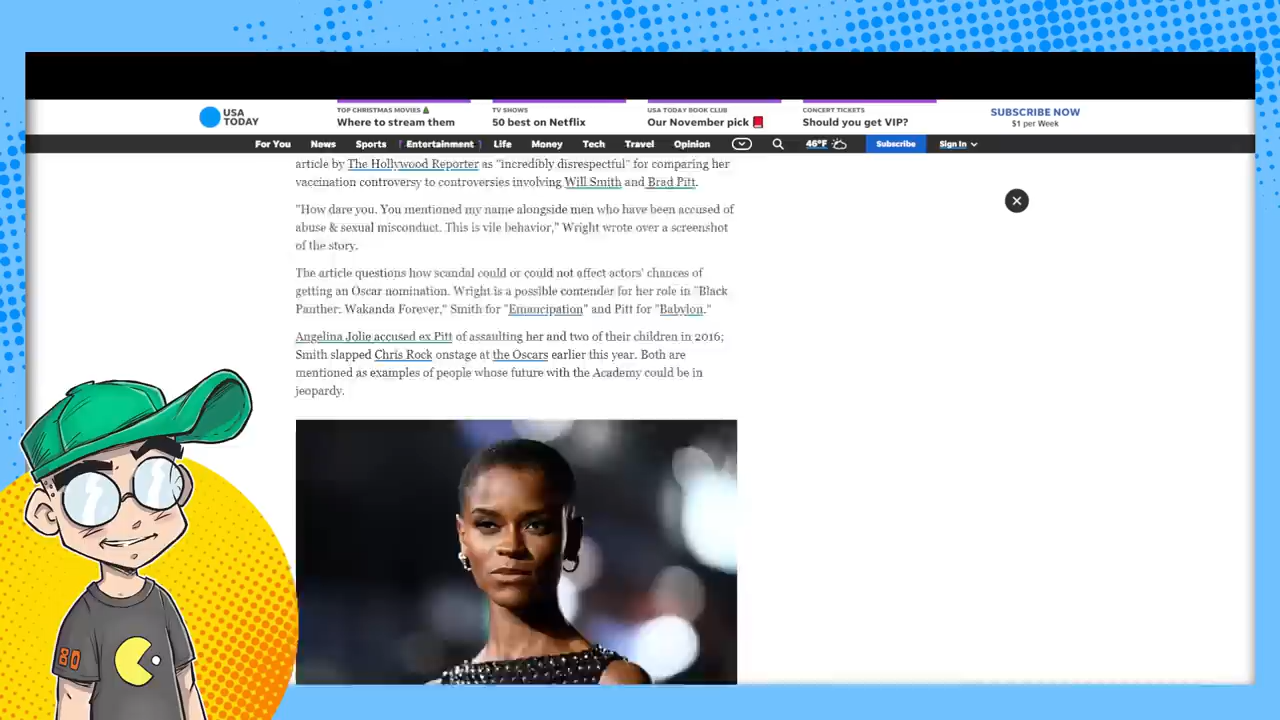 USA
TODAY
TOP CHRISTMAS MOVIES
Where to stream them
TV SHOWS
50 best on Netflix
USA TODAY BOOK CLUB
Our November pick
CONCERT TICKETS
Should you get VIP?
SUBSCRIBE NOW
$1 per Week
For You News Sports Entertainment Life Money Tech Travel Opinion 46°F Subscribe Sign In
article by The Hollywood Reporter as "incredibly disrespectful" for comparing her
vaccination controversy to controversies involving Will Smith and Brad Pitt.
"How dare you. You mentioned my name alongside men who have been accused of
abuse & sexual misconduct. This is vile behavior," Wright wrote over a screenshot
of the story.
The article questions how scandal could or could not affect actors' chances of
getting an Oscar nomination. Wright is a possible contender for her role in "Black
Panther: Wakanda Forever," Smith for "Emancipation" and Pitt for "Babylon."
Angelina Jolie accused ex Pitt of assaulting her and two of their children in 2016;
Smith slapped Chris Rock onstage at the Oscars earlier this year. Both are
mentioned as examples of people whose future with the Academy could be in
jeopardy.
80